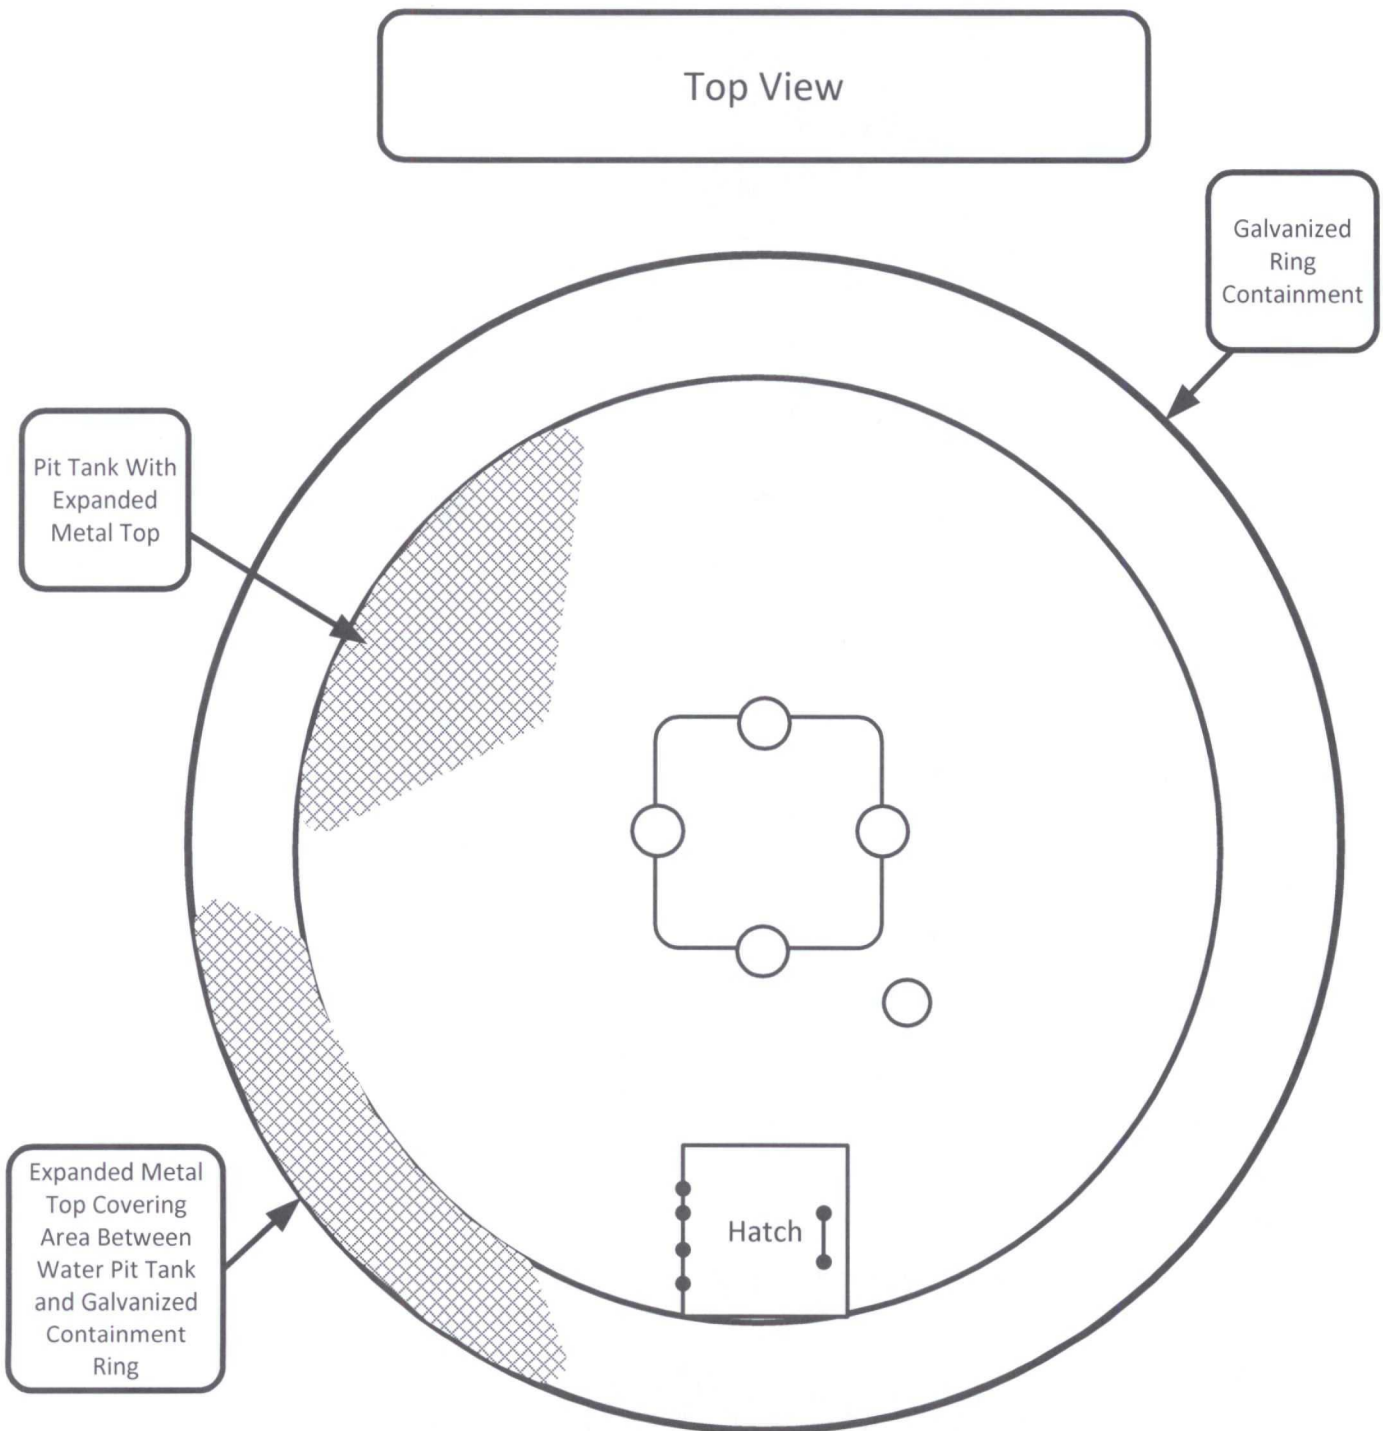 Top View
Galvanized
Ring
Containment
Pit Tank With
Expanded
Metal Top
Expanded Metal
Top Covering
Area Between
Water Pit Tank
and Galvanized
Containment
Ring
Hatch